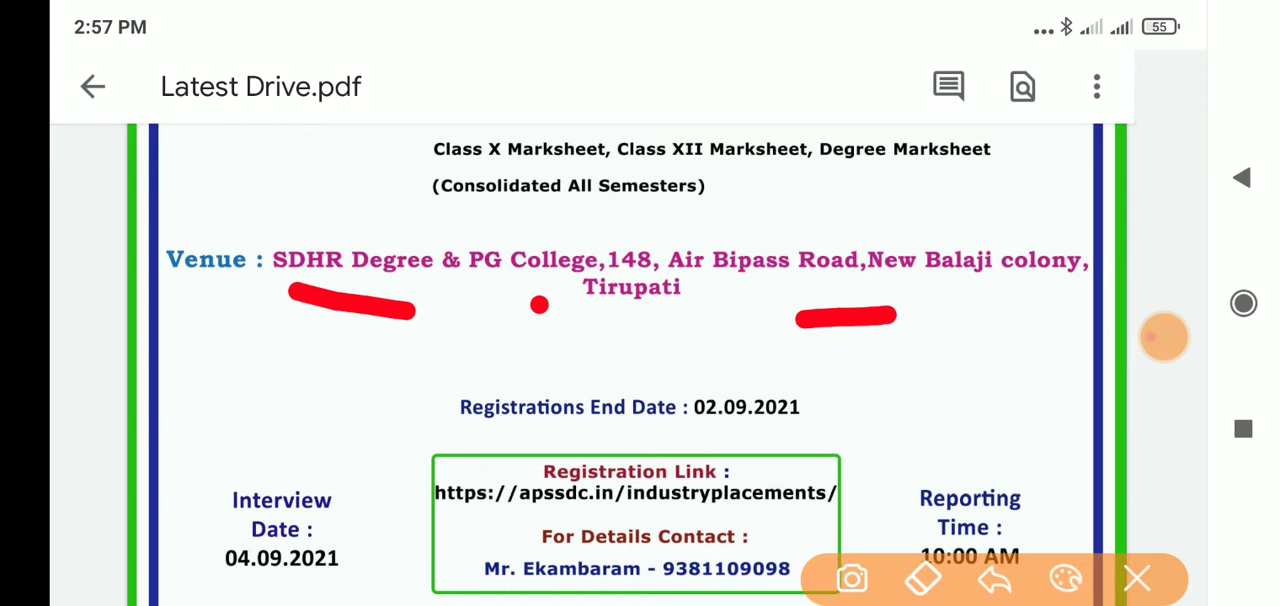 2:57 PM
55
Latest Drive.pdf
Class X Marksheet, Class XII Marksheet, Degree Marksheet
(Consolidated All Semesters)
Venue : SDHR Degree & PG College,148, Air Bipass Road,New Balaji colony,
Tirupati
Registrations End Date : 02.09.2021
Interview
Date :
04.09.2021
Registration Link :
https://apssdc.in/industryplacements/
For Details Contact :
Mr. Ekambaram - 9381109098
Reporting
Time :
10:00 AM